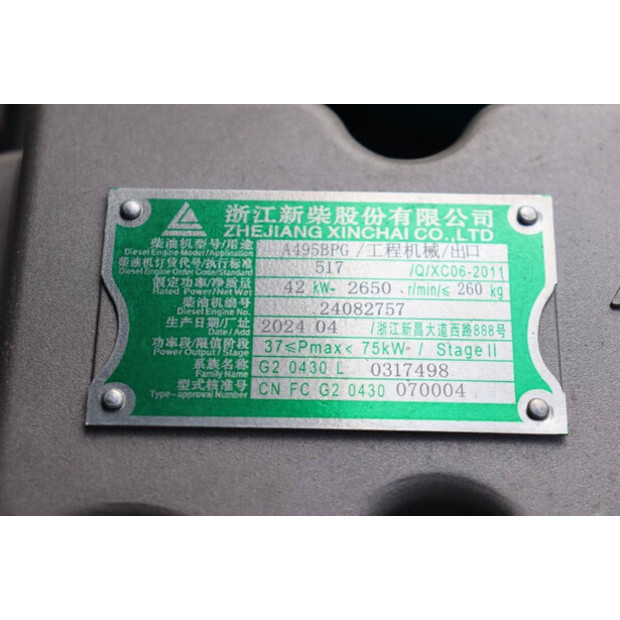 浙江新柴股份有限公司
ZHEJIANG XINCHAI CO.,LTD
柴油机型号/用途 A495BPG /工程机械/出口
Diesel Engine Model/Application
柴油机订货代号/执行标准 517 /Q/XC06-2011
Diesel Engine Order Code/Standard
额定功率/净质量 42 kW- 2650 r/min/≤ 260 kg
Rated Power/Net Wet
柴油机编号 24082757
Diesel Engine No.
生产日期/厂址 2024 04 /浙江新昌大道西路888号
Date / Add
功率段/限值阶段 37≤Pmax< 75kW / Stage II
Power Output / Stage
系族名称 G2 0430 L 0317498
Family Name
型式核准号 CN FC G2 0430 070004
Type-approval Number